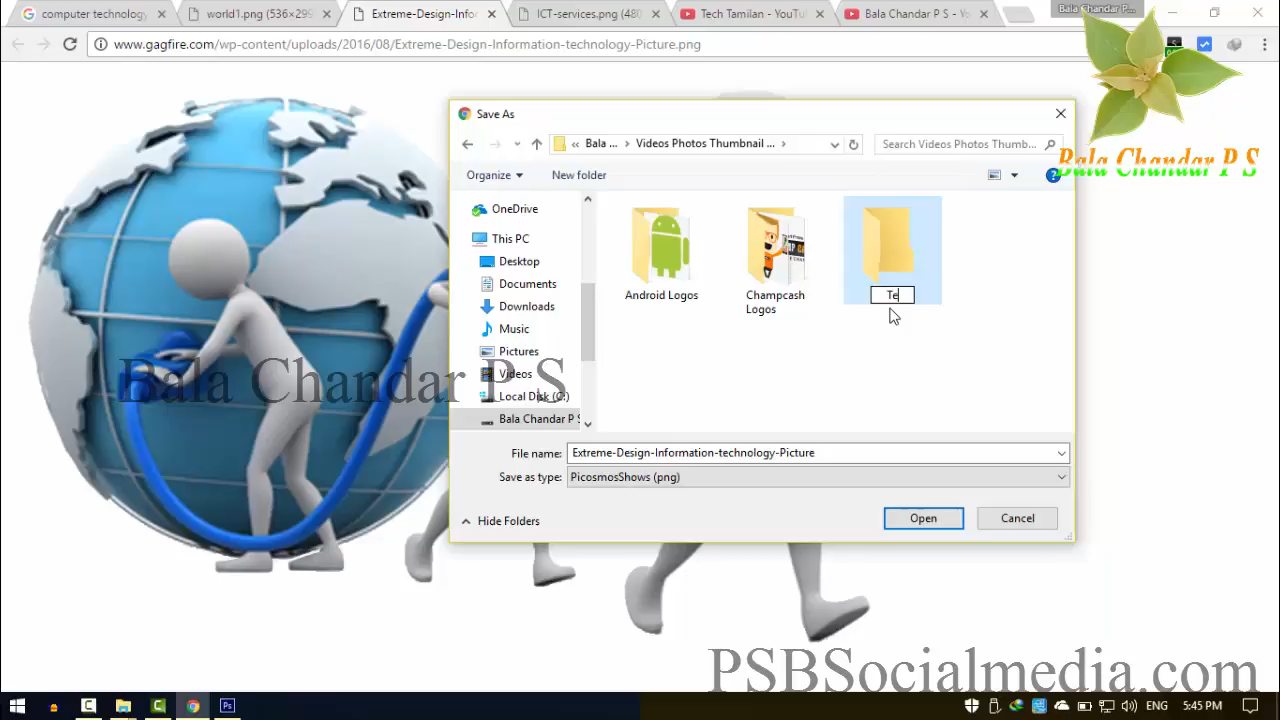 computer technology
world1.png (536×299
Extreme-Design-Info
ICT-services.png (480
Tech Tamilan - YouTu
Bala Chandar P S - Yo
Bala Chandar P...
www.gagfire.com/wp-content/uploads/2016/08/Extreme-Design-Information-technology-Picture.png
Bala Chandar P S
Save As
Bala ...
Videos Photos Thumbnail ...
Search Videos Photos Thumb...
Organize
New folder
OneDrive
This PC
Desktop
Documents
Downloads
Music
Pictures
Videos
Local Disk (C:)
Bala Chandar P S
Android Logos
Champcash
Logos
Te
Bala Chandar P S
File name:
Extreme-Design-Information-technology-Picture
Save as type:
PicosmosShows (png)
Hide Folders
Open
Cancel
PSBSocialmedia.com
ENG
5:45 PM